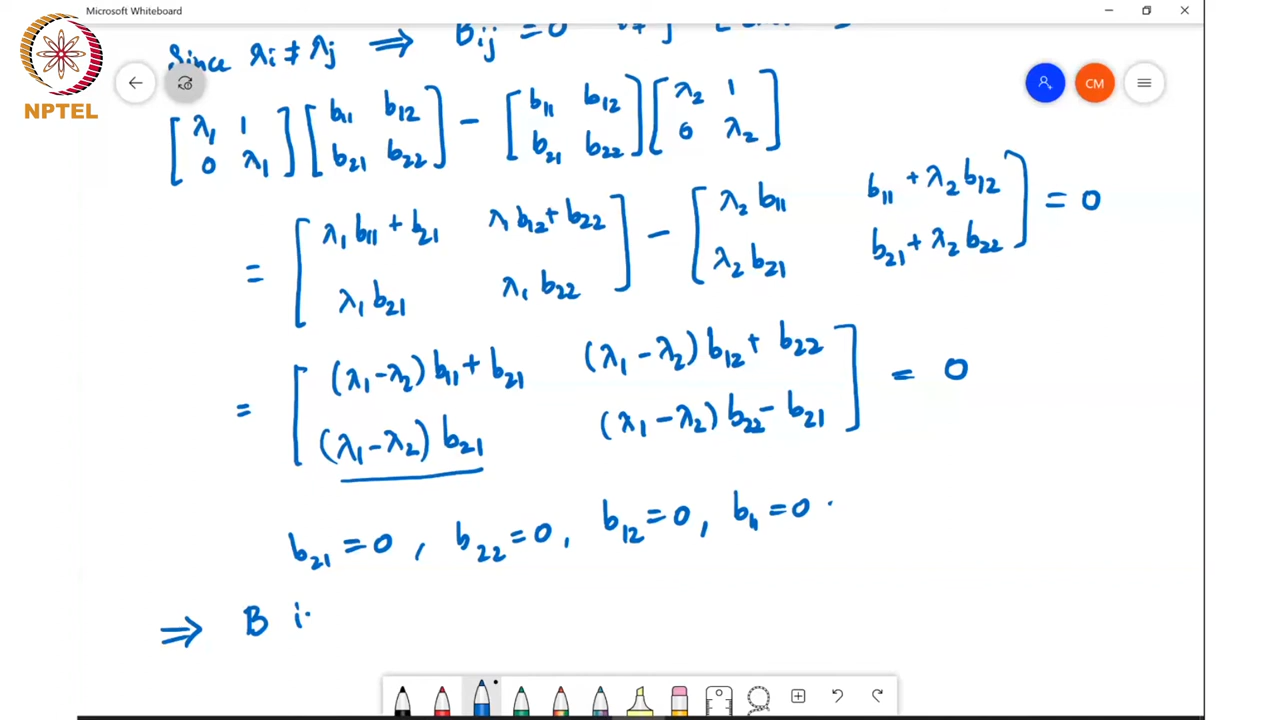 Microsoft Whiteboard
Since λi ≠ λj ⟹ Bij = 0 i ≠ j
NPTEL
CM
[λ1 1; 0 λ1] [b11 b12; b21 b22] − [b11 b12; b21 b22] [λ2 1; 0 λ2]
= [λ1 b11 + b21 λ1 b12 + b22; λ1 b21 λ1 b22] − [λ2 b11 b11 + λ2 b12; λ2 b21 b21 + λ2 b22] = 0
= [(λ1−λ2) b11 + b21 (λ1−λ2) b12 + b22; (λ1−λ2) b21 (λ1−λ2) b22 − b21] = 0
b21 = 0, b22 = 0, b12 = 0, b11 = 0.
⟹ B i